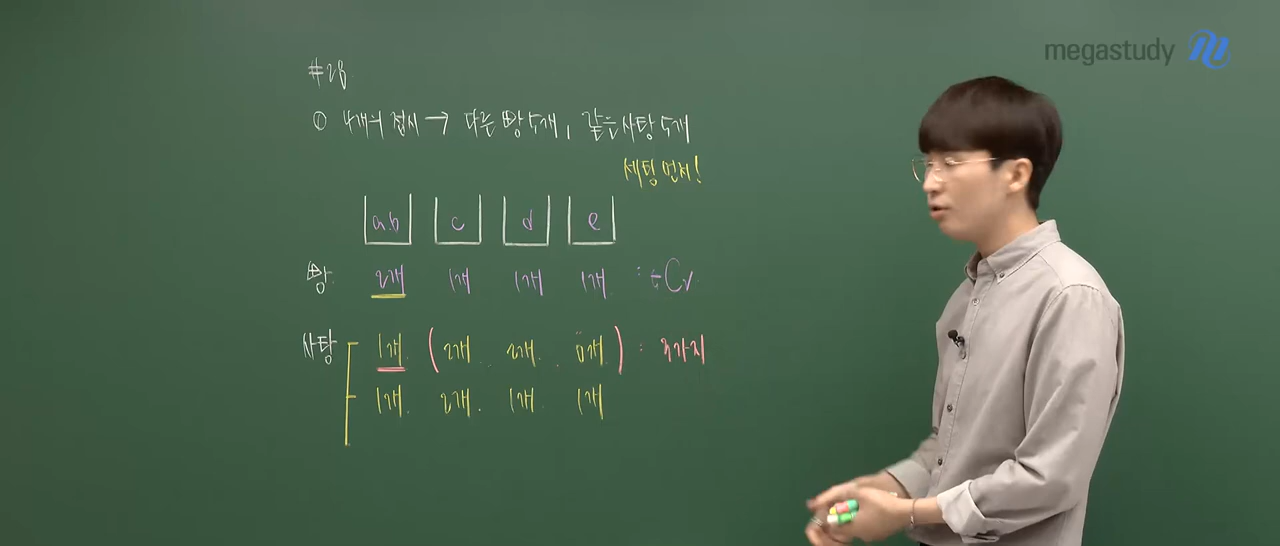 megastudy
#28.
① 4개의 접시 → 다른 빵 5개, 같은 사탕 5개
세팅 먼저!
a.b c d e
빵 2개 1개 1개 1개 : 5C2
사탕 1개 ( 2개. 2개. 0개 ) : 3가지
1개. 2개. 1개. 1개